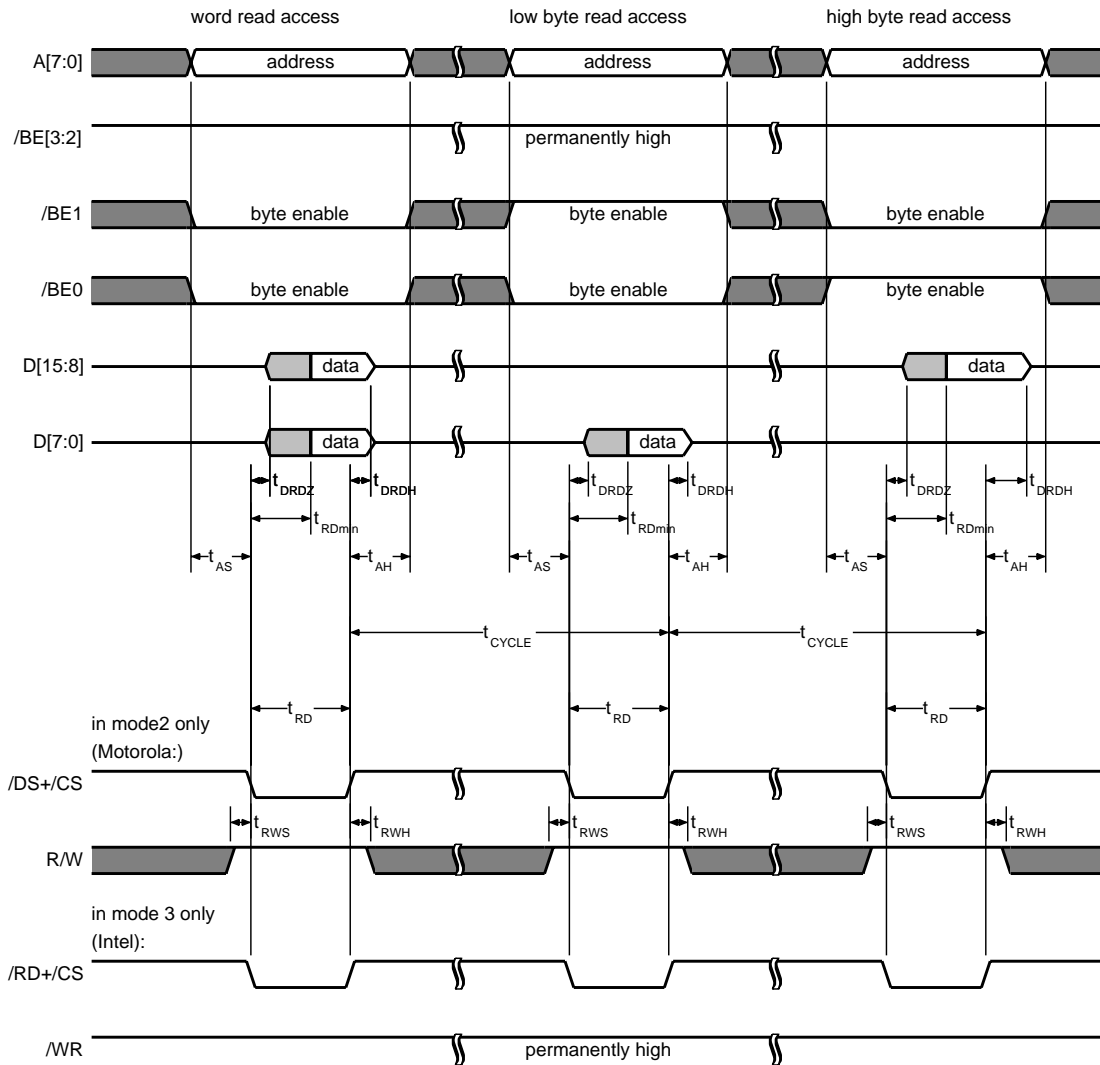 word read access low byte read access high byte read access
A[7:0] address address address
/BE[3:2] permanently high
/BE1 byte enable byte enable byte enable
/BE0 byte enable byte enable byte enable
D[15:8] data data
D[7:0] data data
tDRDZ tDRDH tDRDZ tDRDH tDRDZ tDRDH
tRDmin tRDmin tRDmin
tAS tAH tAS tAH tAS tAH
tCYCLE tCYCLE
tRD tRD tRD
in mode2 only
(Motorola:)
/DS+/CS
tRWS tRWH tRWS tRWH tRWS tRWH
R/W
in mode 3 only
(Intel):
/RD+/CS
/WR permanently high